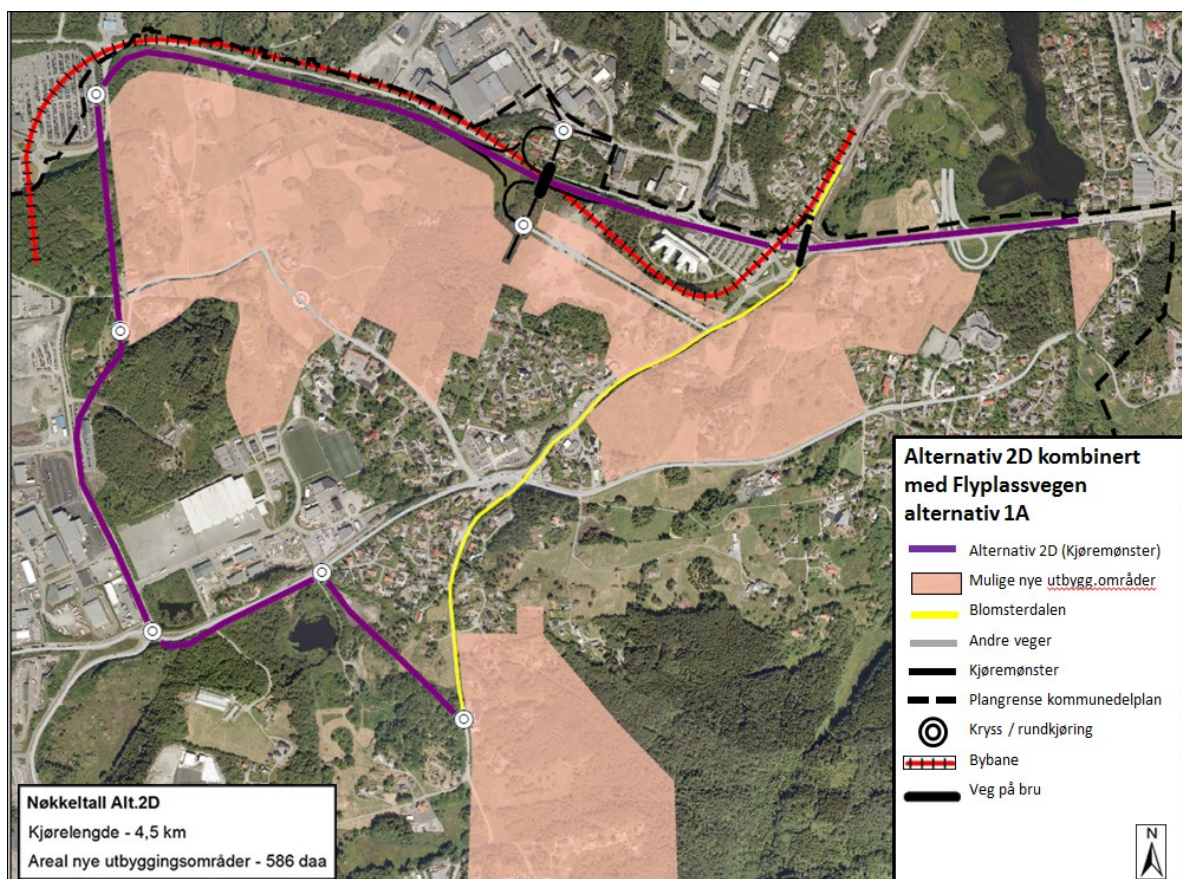 Alternativ 2D kombinert
med Flyplassvegen
alternativ 1A
Alternativ 2D (Kjøremønster)
Mulige nye utbygg.områder
Blomsterdalen
Andre veger
Kjøremønster
Plangrense kommunedelplan
Kryss / rundkjøring
Bybane
Veg på bru
N
Nøkkeltall Alt.2D
Kjørelengde - 4,5 km
Areal nye utbyggingsområder - 586 daa